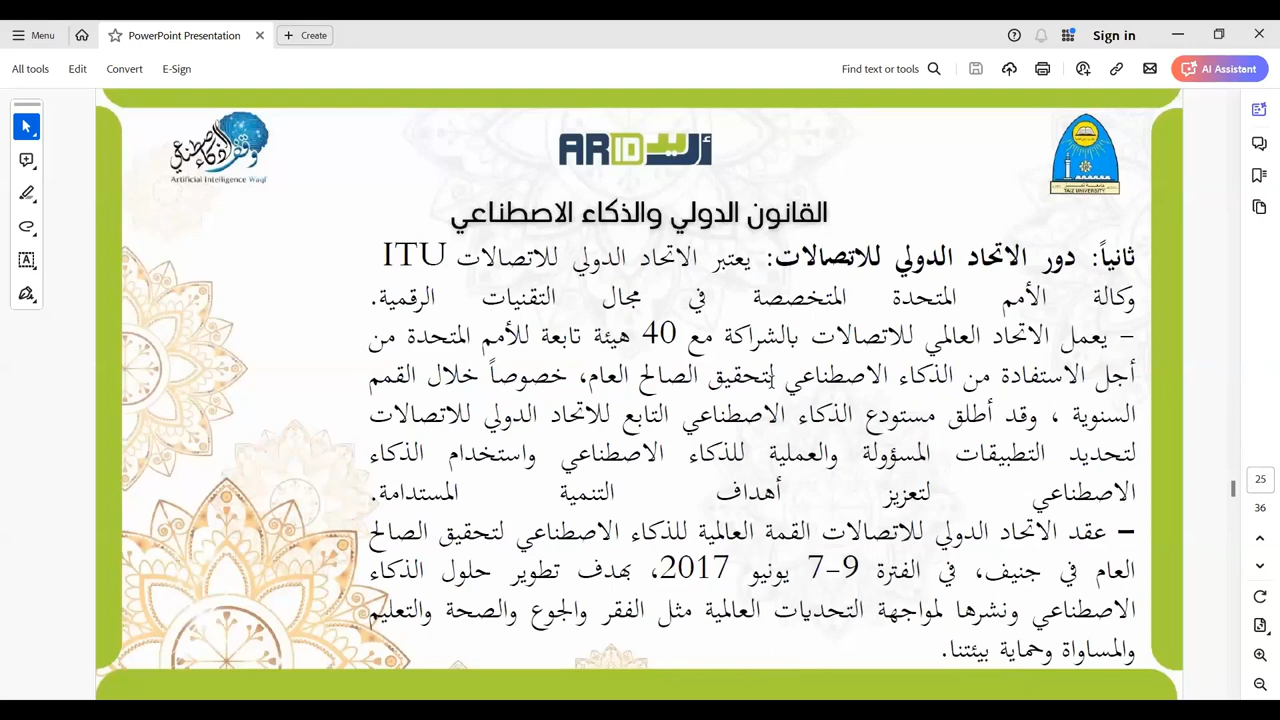 Menu
PowerPoint Presentation
Create
Sign in
All tools
Edit
Convert
E-Sign
Find text or tools
AI Assistant
وقف الذكاء الاصطناعي
Artificial Intelligence Waqf
ARID أريد
TAIZ UNIVERSITY
القانون الدولي والذكاء الاصطناعي
ثانياً: دور الاتحاد الدولي للاتصالات: يعتبر الاتحاد الدولي للاتصالات ITU
وكالة الأمم المتحدة المتخصصة في مجال التقنيات الرقمية.
– يعمل الاتحاد العالمي للاتصالات بالشراكة مع 40 هيئة تابعة للأمم المتحدة من
أجل الاستفادة من الذكاء الاصطناعي لتحقيق الصالح العام، خصوصاً خلال القمم
السنوية ، وقد أطلق مستودع الذكاء الاصطناعي التابع للاتحاد الدولي للاتصالات
لتحديد التطبيقات المسؤولة والعملية للذكاء الاصطناعي واستخدام الذكاء
الاصطناعي لتعزيز أهداف التنمية المستدامة.
– عقد الاتحاد الدولي للاتصالات القمة العالمية للذكاء الاصطناعي لتحقيق الصالح
العام في جنيف، في الفترة 9-7 يونيو 2017، بهدف تطوير حلول الذكاء
الاصطناعي ونشرها لمواجهة التحديات العالمية مثل الفقر والجوع والصحة والتعليم
والمساواة وحماية بيئتنا.
25
36